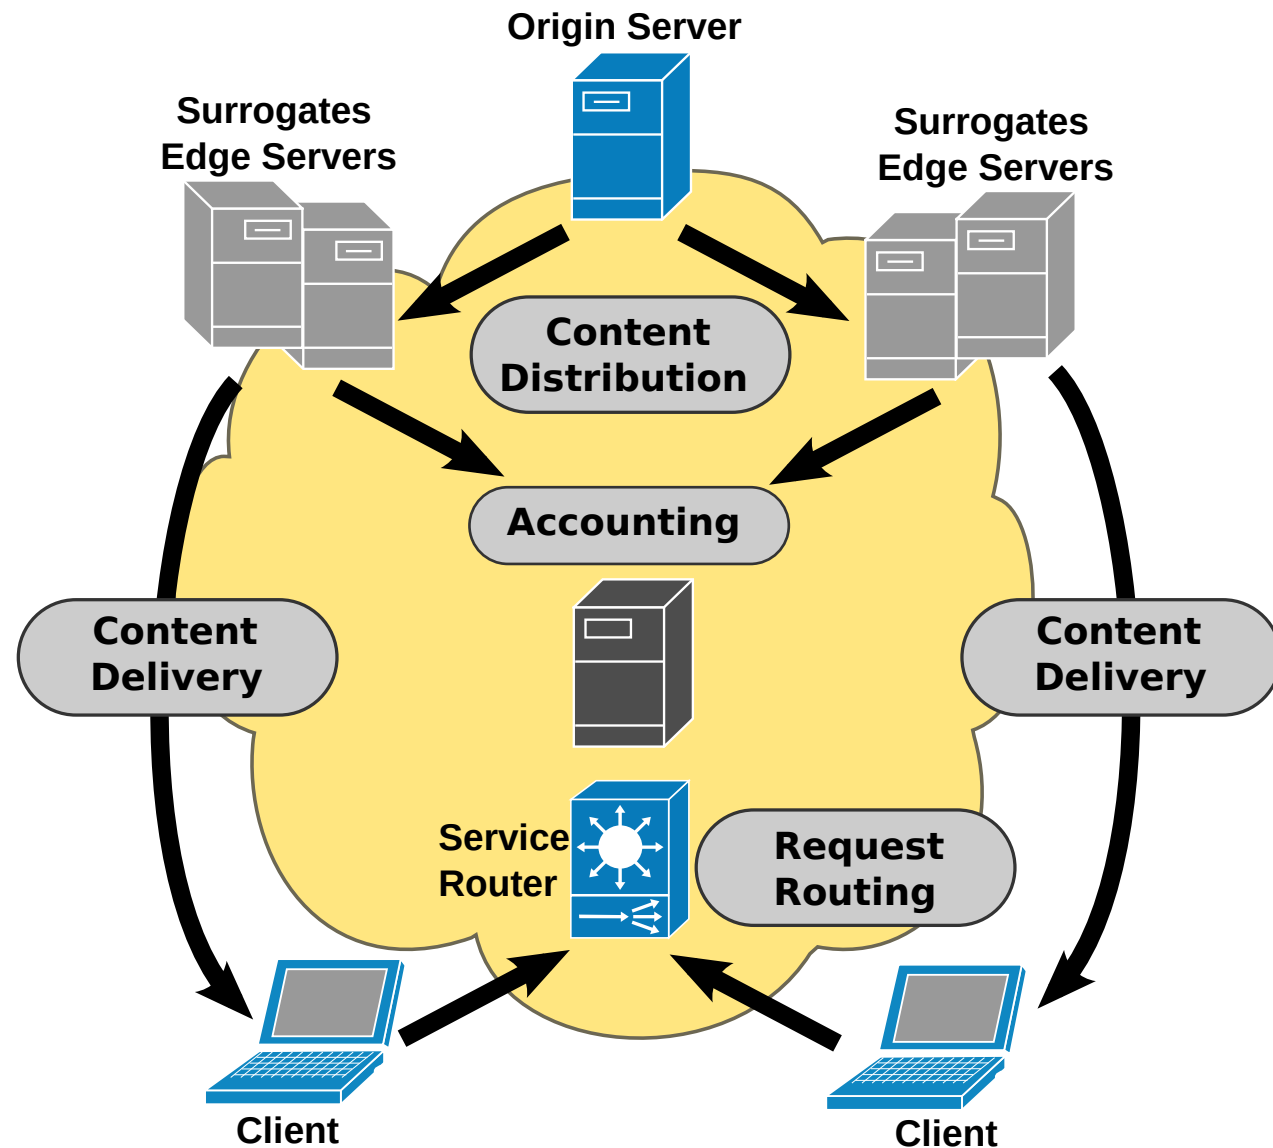 Origin Server
Surrogates
Edge Servers
Surrogates
Edge Servers
Content
Distribution
Accounting
Content
Delivery
Content
Delivery
Service
Router
Request
Routing
Client
Client